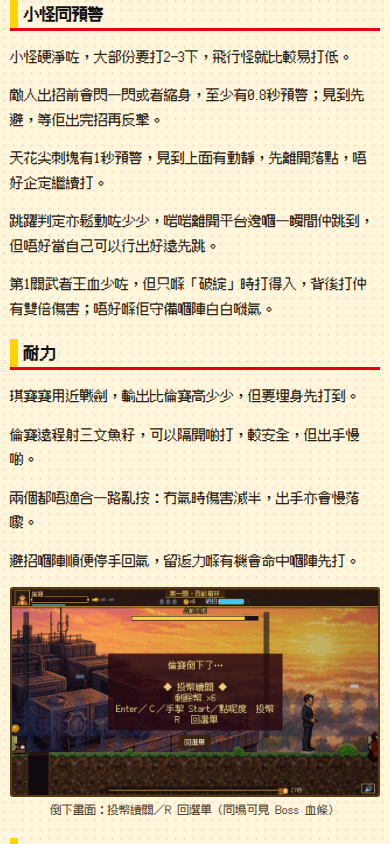 小怪同預警
小怪硬淨咗，大部份要打2-3下，飛行怪就比較易打低。
敵人出招前會閃一閃或者縮身，至少有0.8秒預警；見到先
避，等佢出完招再反擊。
天花尖刺塊有1秒預警，見到上面有動靜，先離開落點，唔
好企定繼續打。
跳躍判定亦鬆動咗少少，啱啱離開平台邊嗰一瞬間仲跳到，
但唔好當自己可以行出好遠先跳。
第1關武者王血少咗，但只喺「破綻」時打得入，背後打仲
有雙倍傷害；唔好喺佢守備嗰陣白白嘥氣。
耐力
琪寶寶用近戰劍，輸出比倫寶高少少，但要埋身先打到。
倫寶遠程射三文魚籽，可以隔開啲打，較安全，但出手慢
啲。
兩個都唔適合一路亂按：冇氣時傷害減半，出手亦會慢落
嚟。
避招嗰陣順便停手回氣，留返力喺有機會命中嗰陣先打。
倫寶
倫寶倒下了…
◆ 投幣續關 ◆
剩餘幣 ×6
Enter／C／手掣 Start／點呢度 投幣
R 回選單
回選單
倒下畫面：投幣續關／R 回選單（同場可見 Boss 血條）